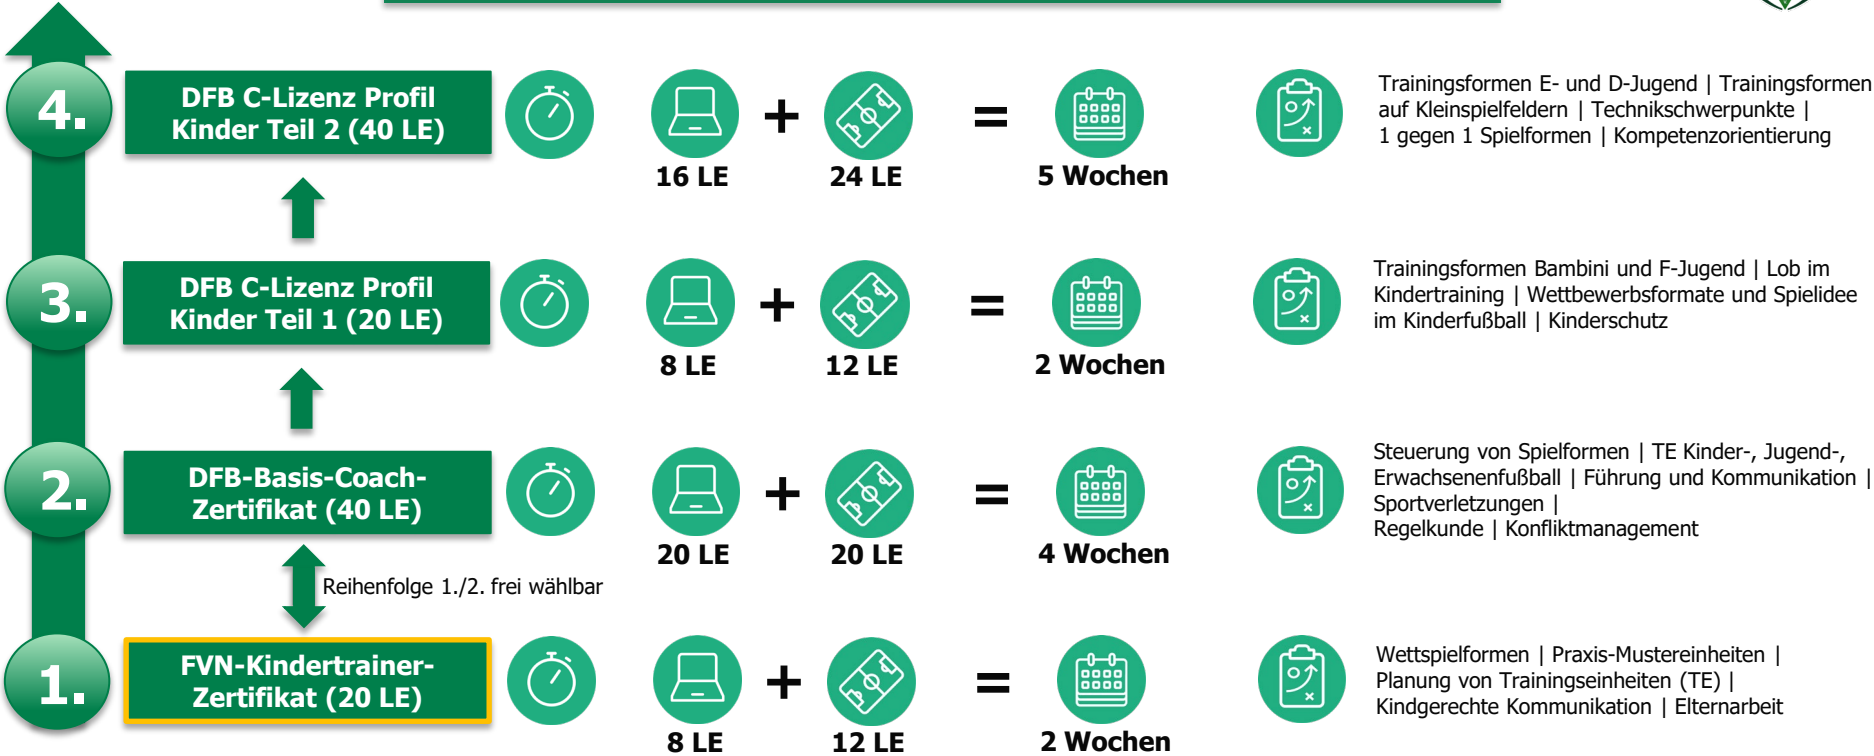 4.
DFB C-Lizenz Profil
Kinder Teil 2 (40 LE)
+
=
16 LE
24 LE
5 Wochen
Trainingsformen E- und D-Jugend | Trainingsformen
auf Kleinspielfeldern | Technikschwerpunkte |
1 gegen 1 Spielformen | Kompetenzorientierung
3.
DFB C-Lizenz Profil
Kinder Teil 1 (20 LE)
+
=
8 LE
12 LE
2 Wochen
Trainingsformen Bambini und F-Jugend | Lob im
Kindertraining | Wettbewerbsformate und Spielidee
im Kinderfußball | Kinderschutz
2.
DFB-Basis-Coach-
Zertifikat (40 LE)
+
=
20 LE
20 LE
4 Wochen
Steuerung von Spielformen | TE Kinder-, Jugend-,
Erwachsenenfußball | Führung und Kommunikation |
Sportverletzungen |
Regelkunde | Konfliktmanagement
Reihenfolge 1./2. frei wählbar
1.
FVN-Kindertrainer-
Zertifikat (20 LE)
+
=
8 LE
12 LE
2 Wochen
Wettspielformen | Praxis-Mustereinheiten |
Planung von Trainingseinheiten (TE) |
Kindgerechte Kommunikation | Elternarbeit